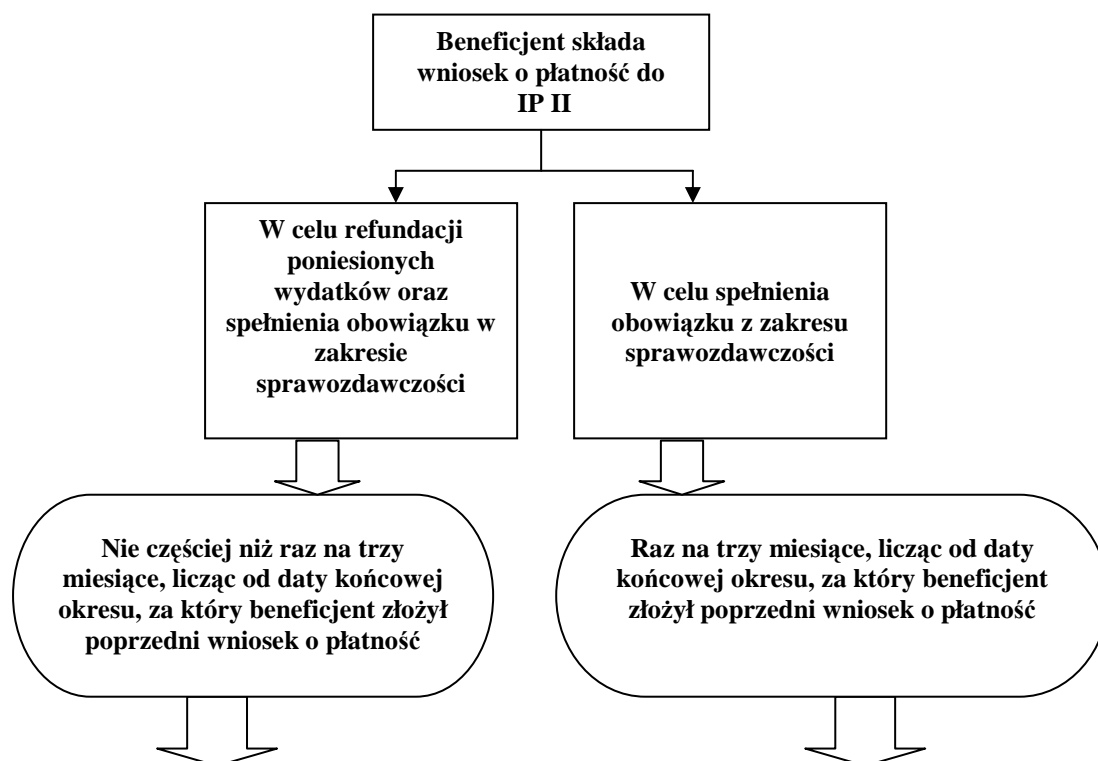 Beneficjent składa
wniosek o płatność do
IP II
W celu refundacji
poniesionych
wydatków oraz
spełnienia obowiązku w
zakresie
sprawozdawczości
W celu spełnienia
obowiązku z zakresu
sprawozdawczości
Nie częściej niż raz na trzy
miesiące, licząc od daty końcowej
okresu, za który beneficjent złożył
poprzedni wniosek o płatność
Raz na trzy miesiące, licząc od daty
końcowej okresu, za który beneficjent
złożył poprzedni wniosek o płatność